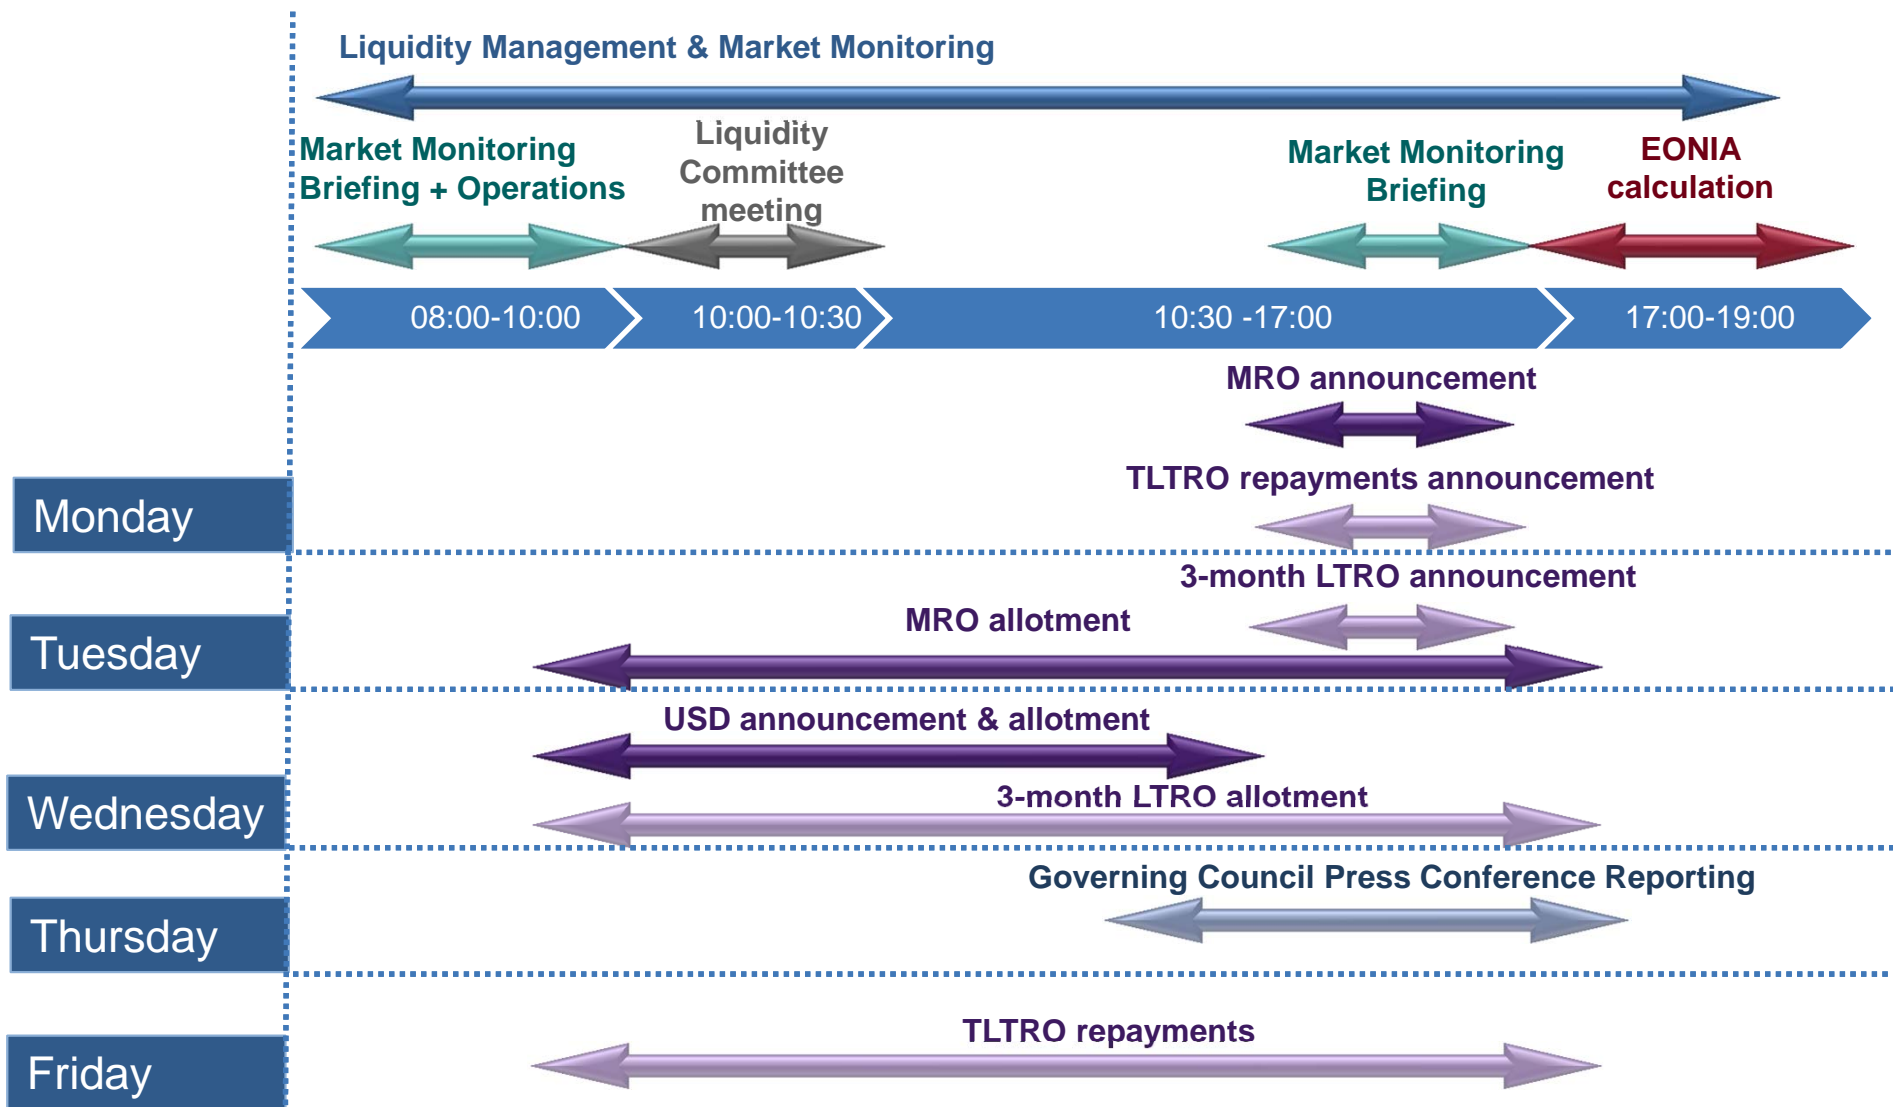 Liquidity Management & Market Monitoring
Market Monitoring
Briefing + Operations
Liquidity
Committee
meeting
Market Monitoring
Briefing
EONIA
calculation
08:00-10:00
10:00-10:30
10:30 -17:00
17:00-19:00
MRO announcement
TLTRO repayments announcement
Monday
3-month LTRO announcement
MRO allotment
Tuesday
USD announcement & allotment
3-month LTRO allotment
Wednesday
Governing Council Press Conference Reporting
Thursday
TLTRO repayments
Friday